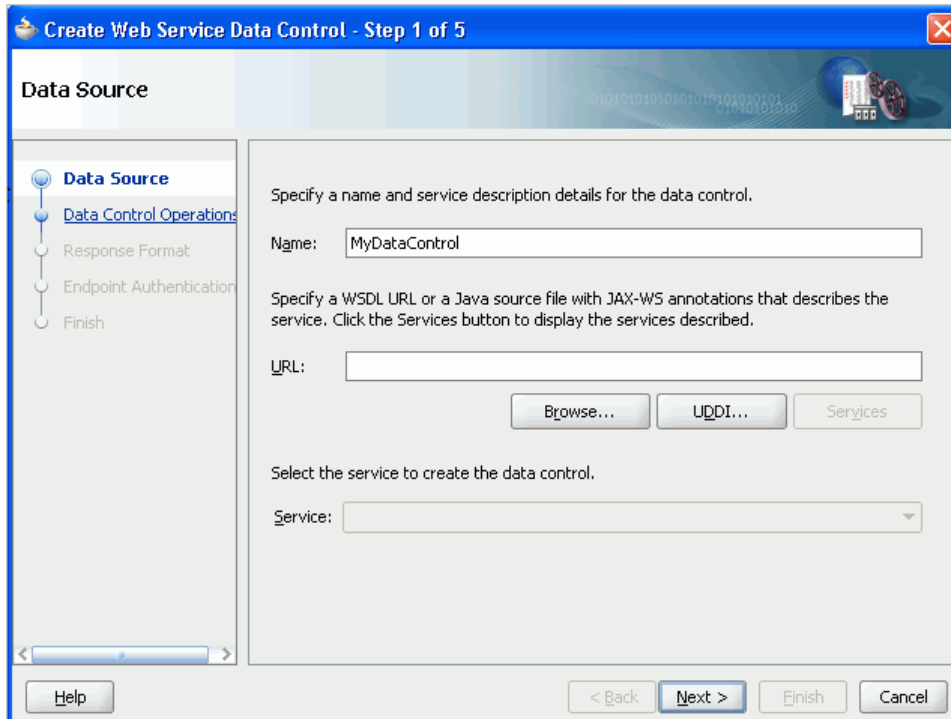 Create Web Service Data Control - Step 1 of 5
Data Source
0101010101010101010101010101
01010101010
Data Source
Data Control Operations
Response Format
Endpoint Authentication
Finish
Specify a name and service description details for the data control.
Name: MyDataControl
Specify a WSDL URL or a Java source file with JAX-WS annotations that describes the
service. Click the Services button to display the services described.
URL:
Browse... UDDI... Services
Select the service to create the data control.
Service:
Help < Back Next > Finish Cancel